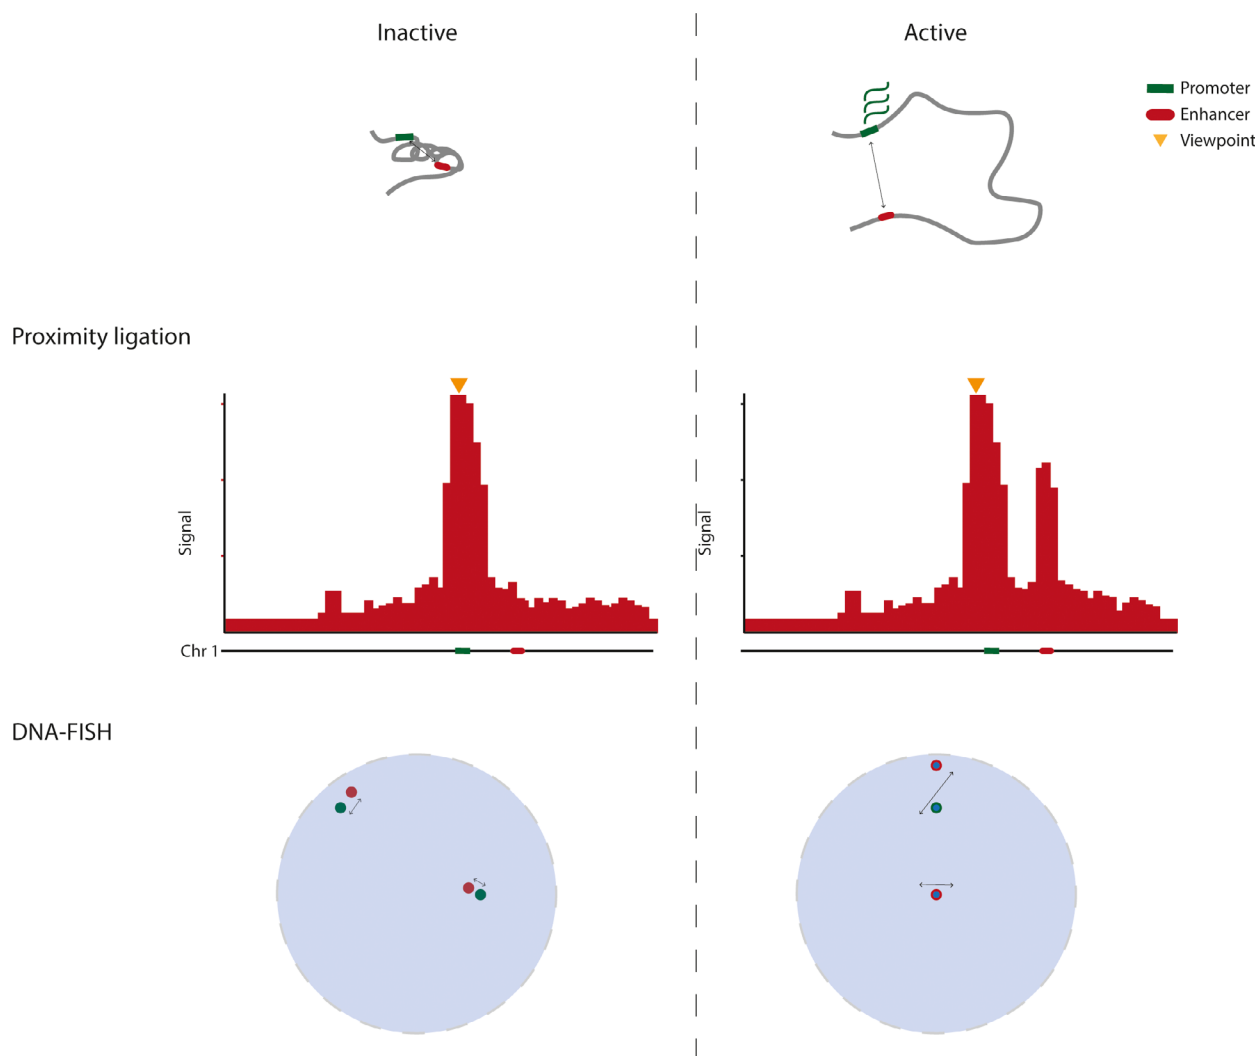 Inactive
Active
Promoter
Enhancer
Viewpoint
Proximity ligation
Signal
Signal
Chr 1
DNA-FISH